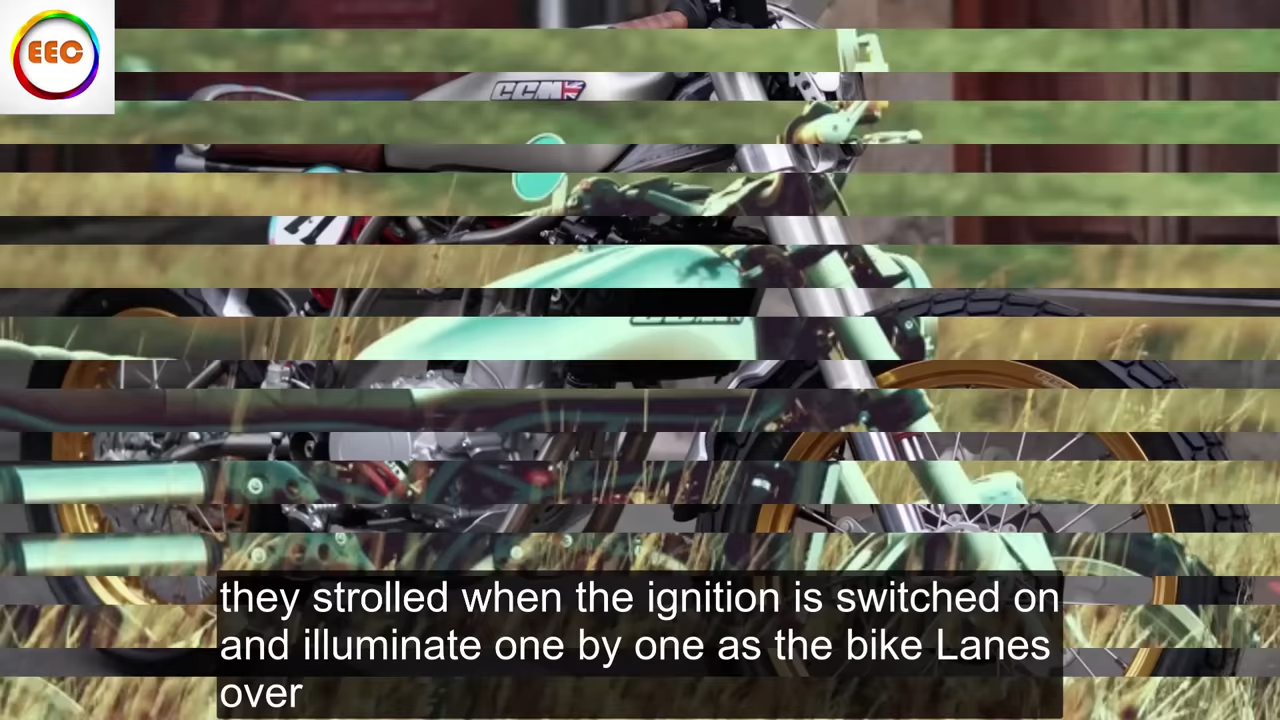 EEC
CCM
they strolled when the ignition is switched on
and illuminate one by one as the bike Lanes
over